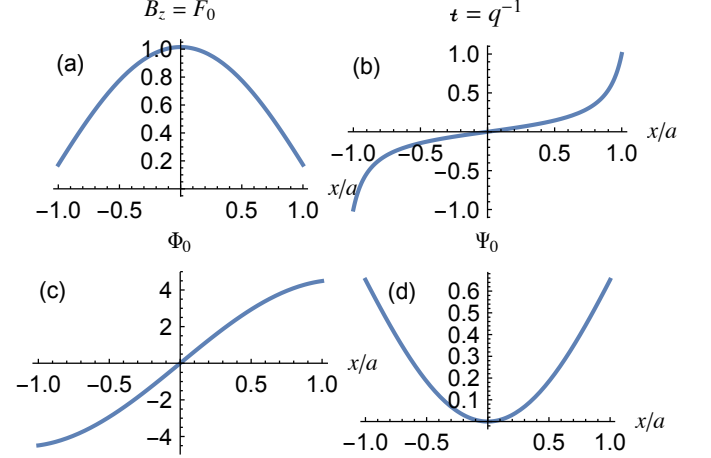 B_z = F_0
(a)
1.0
0.8
0.6
0.4
0.2
−1.0 −0.5 0.5 1.0
x/a
ɩ = q⁻¹
(b)
1.0
0.5
x/a
−1.0 −0.5 0.5 1.0
−0.5
−1.0
Φ_0
(c)
4
2
x/a
−1.0 −0.5 0.5 1.0
−2
−4
Ψ_0
(d)
0.6
0.5
0.4
0.3
0.2
0.1
x/a
−1.0 −0.5 0.5 1.0